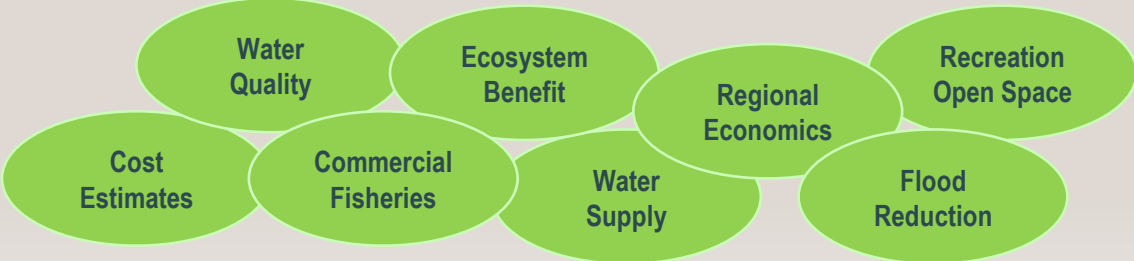 Water
Quality
Ecosystem
Benefit
Regional
Economics
Recreation
Open Space
Cost
Estimates
Commercial
Fisheries
Water
Supply
Flood
Reduction